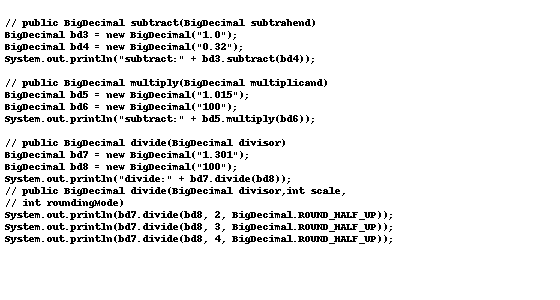 // public BigDecimal subtract(BigDecimal subtrahend)
BigDecimal bd3 = new BigDecimal("1.0");
BigDecimal bd4 = new BigDecimal("0.32");
System.out.println("subtract:" + bd3.subtract(bd4));
// public BigDecimal multiply(BigDecimal multiplicand)
BigDecimal bd5 = new BigDecimal("1.015");
BigDecimal bd6 = new BigDecimal("100");
System.out.println("subtract:" + bd5.multiply(bd6));
// public BigDecimal divide(BigDecimal divisor)
BigDecimal bd7 = new BigDecimal("1.301");
BigDecimal bd8 = new BigDecimal("100");
System.out.println("divide:" + bd7.divide(bd8));
// public BigDecimal divide(BigDecimal divisor,int scale,
// int roundingMode)
System.out.println(bd7.divide(bd8, 2, BigDecimal.ROUND_HALF_UP));
System.out.println(bd7.divide(bd8, 3, BigDecimal.ROUND_HALF_UP));
System.out.println(bd7.divide(bd8, 4, BigDecimal.ROUND_HALF_UP));